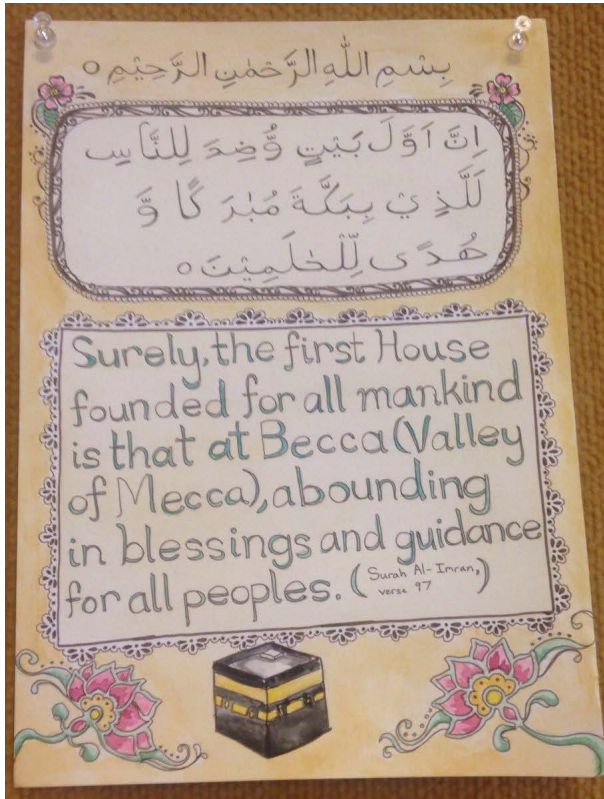 بِسْمِ اللّٰهِ الرَّحْمٰنِ الرَّحِيْمِ ○
اِنَّ اَوَّلَ بَيْتٍ وُّضِعَ لِلنَّاسِ
لَلَّذِيْ بِبَكَّةَ مُبٰرَ كًا وَّ
هُدًى لِّلْعٰلَمِيْنَ ○
Surely, the first House
founded for all mankind
is that at Becca (Valley
of Mecca), abounding
in blessings and guidance
for all peoples. (Surah Al-Imran,
verse 97)